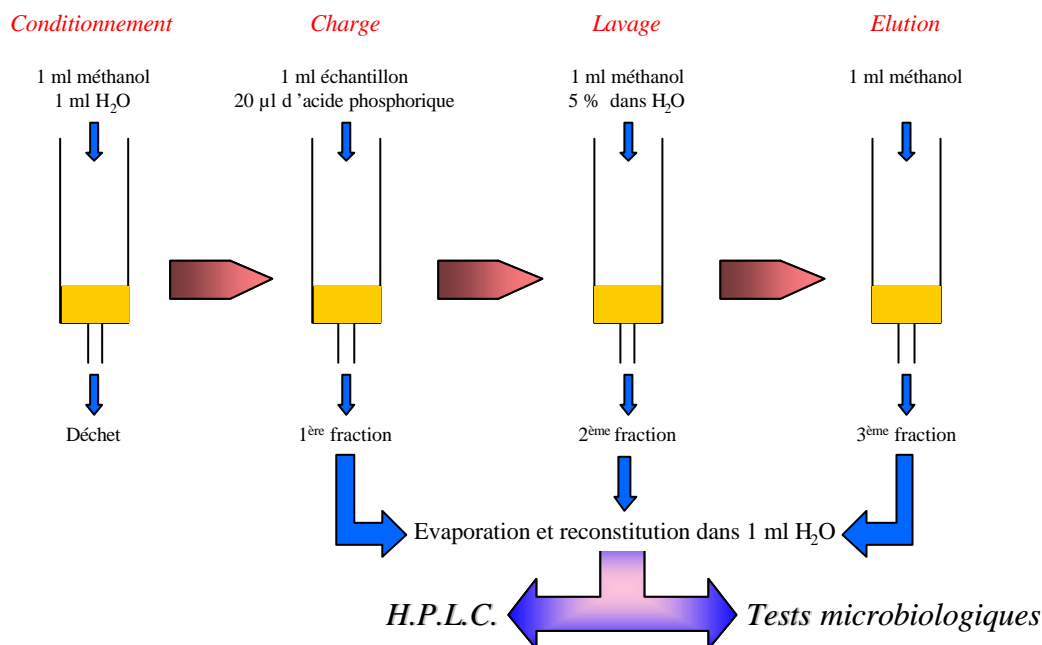 Conditionnement
Charge
Lavage
Elution
1 ml méthanol
1 ml H₂O
1 ml échantillon
20 µl d ’acide phosphorique
1 ml méthanol
5 % dans H₂O
1 ml méthanol
Déchet
1ère fraction
2ème fraction
3ème fraction
Evaporation et reconstitution dans 1 ml H₂O
H.P.L.C.
Tests microbiologiques